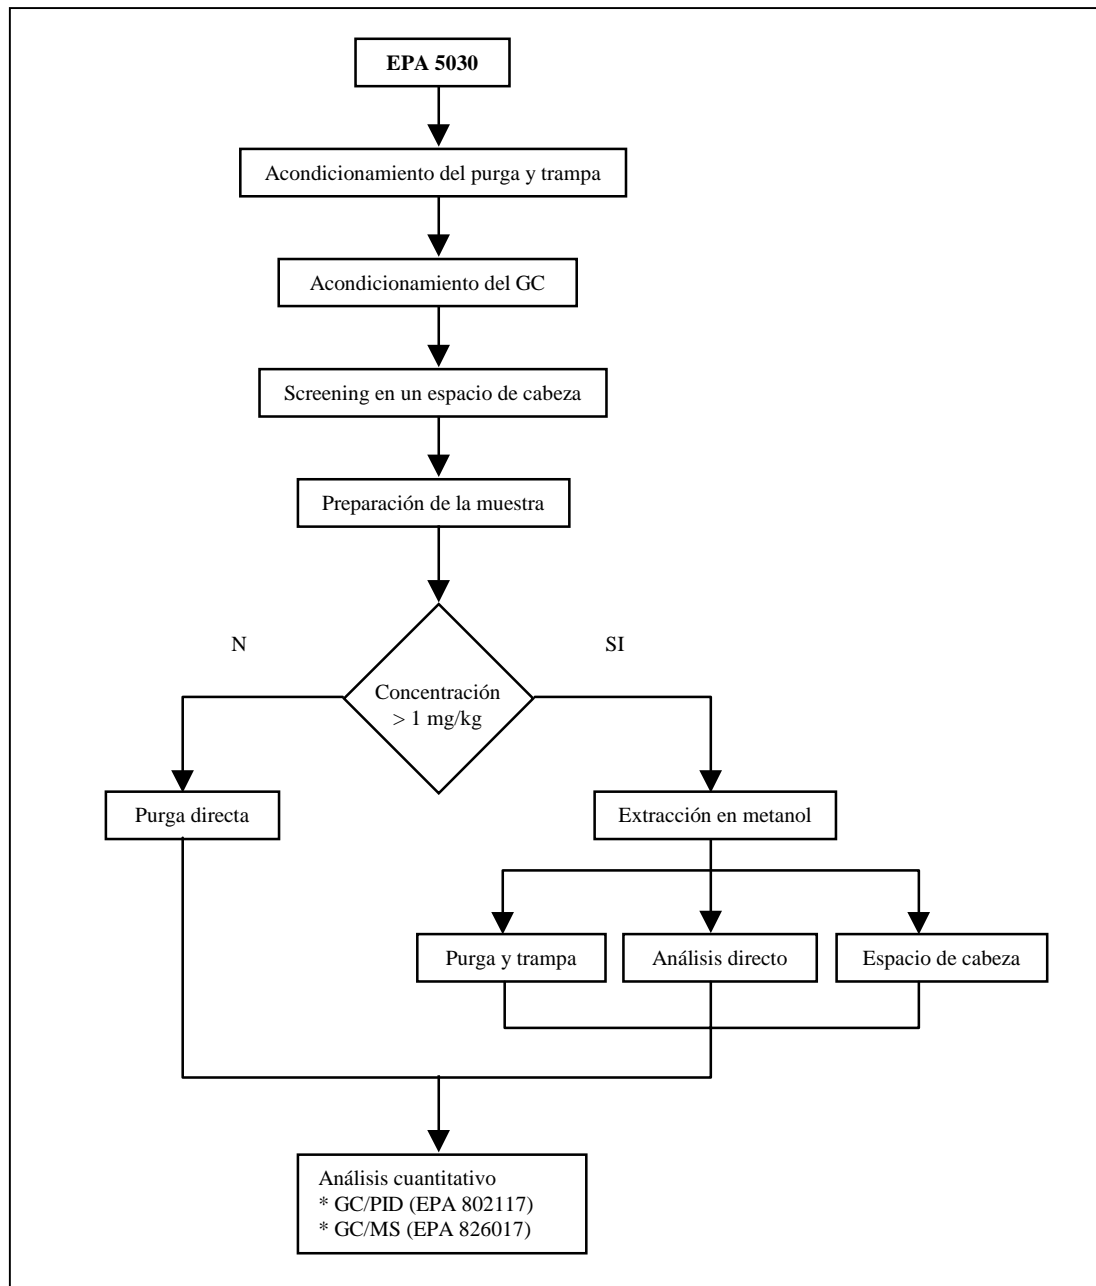 EPA 5030
Acondicionamiento del purga y trampa
Acondicionamiento del GC
Screening en un espacio de cabeza
Preparación de la muestra
N
SI
Concentración
> 1 mg/kg
Purga directa
Extracción en metanol
Purga y trampa
Análisis directo
Espacio de cabeza
Análisis cuantitativo
* GC/PID (EPA 802117)
* GC/MS (EPA 826017)